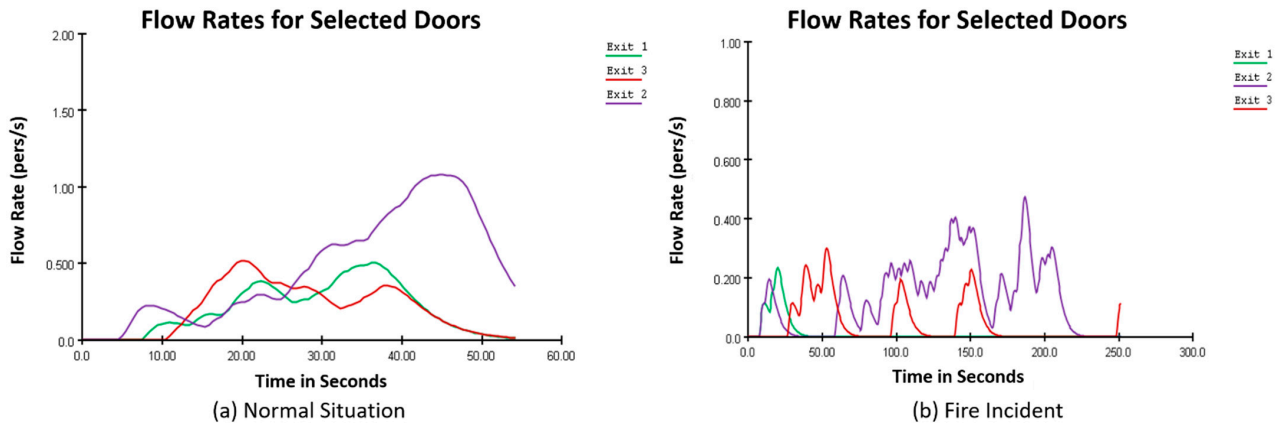 Flow Rates for Selected Doors
2.00
1.50
1.00
0.500
0.0
0.0
10.00
20.00
30.00
40.00
50.00
60.00
Flow Rate (pers/s)
Time in Seconds
Exit 1
Exit 3
Exit 2
(a) Normal Situation
Flow Rates for Selected Doors
1.00
0.800
0.600
0.400
0.200
0.0
0.0
50.00
100.0
150.0
200.0
250.0
300.0
Flow Rate (pers/s)
Time in Seconds
Exit 1
Exit 2
Exit 3
(b) Fire Incident